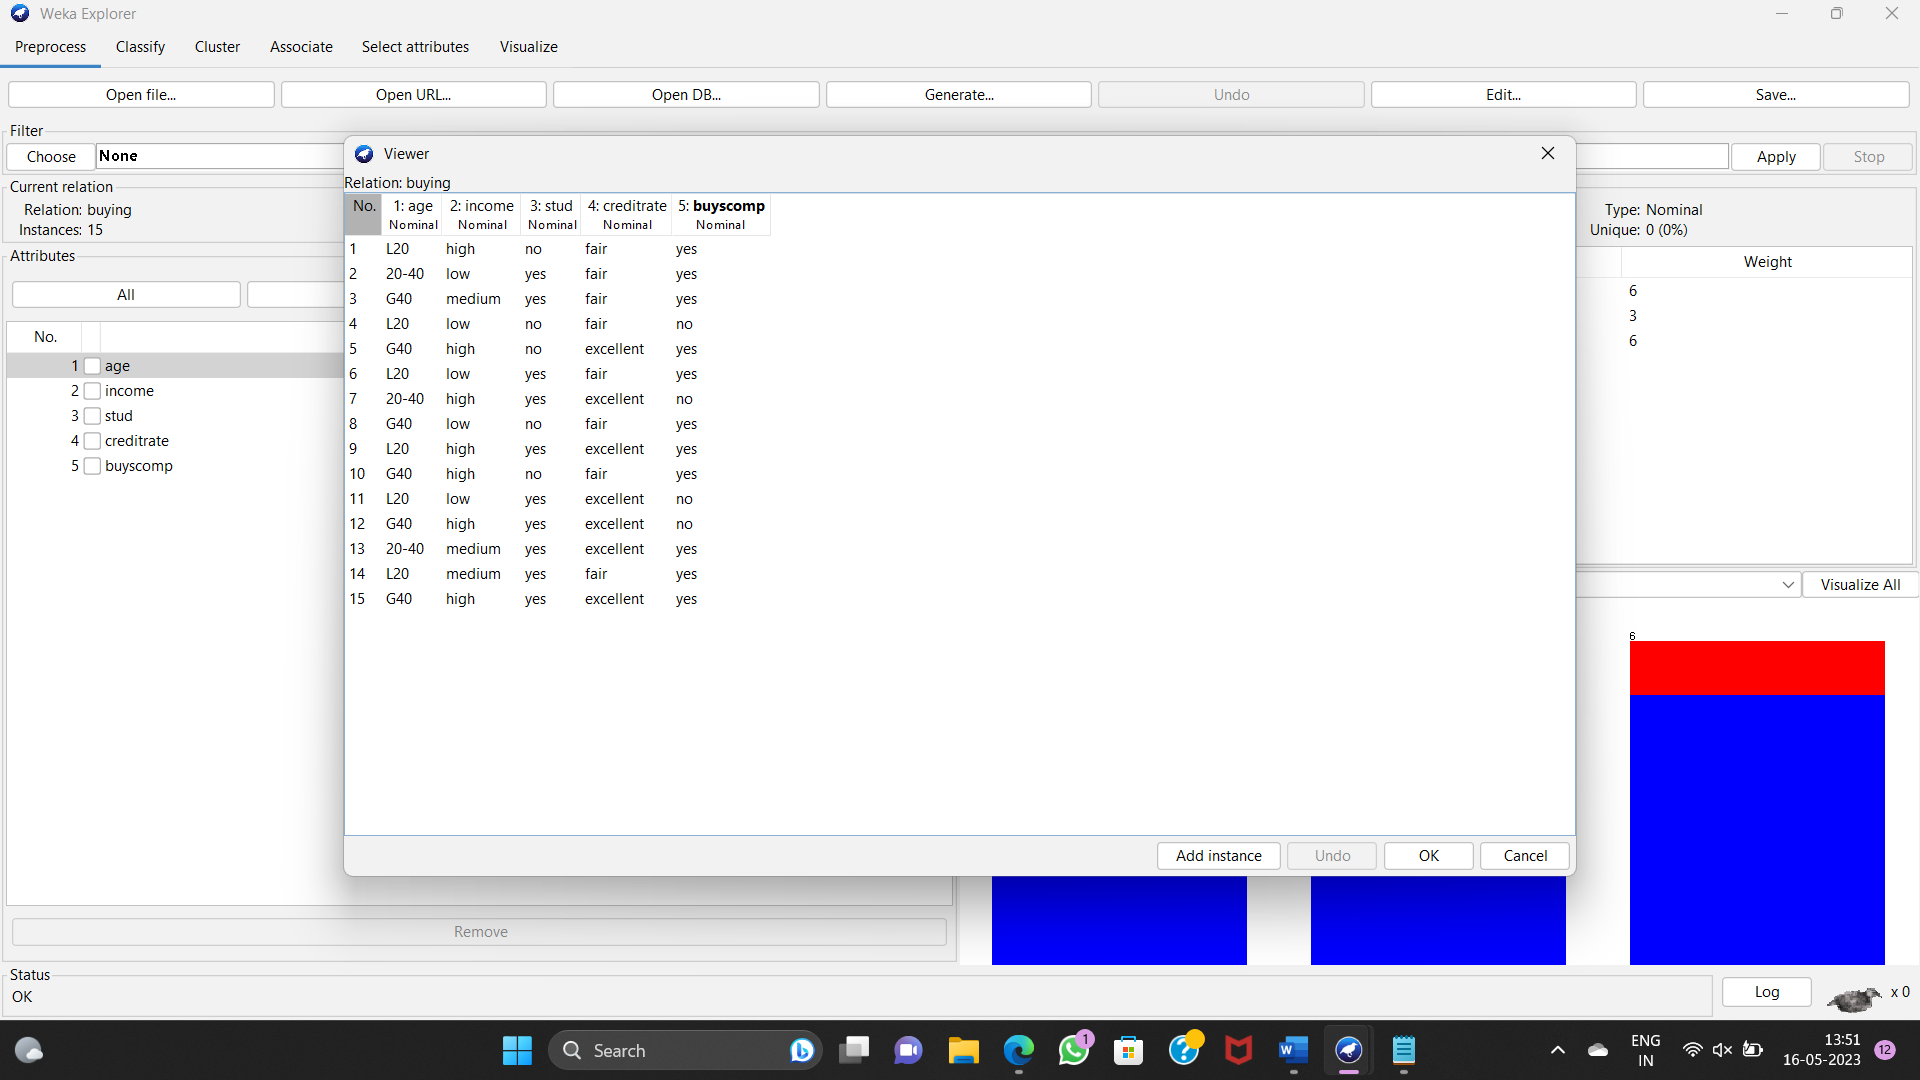 Weka Explorer
Preprocess Classify Cluster Associate Select attributes Visualize
Open file... Open URL... Open DB... Generate... Undo Edit... Save...
Filter
Choose None Apply Stop
Viewer
Relation: buying
Current relation
Relation: buying
Instances: 15
Type: Nominal
Unique: 0 (0%)
Attributes
All
No.
1 age
2 income
3 stud
4 creditrate
5 buyscomp
Remove
No. 1: age 2: income 3: stud 4: creditrate 5: buyscomp
Nominal Nominal Nominal Nominal Nominal
1 L20 high no fair yes
2 20-40 low yes fair yes
3 G40 medium yes fair yes
4 L20 low no fair no
5 G40 high no excellent yes
6 L20 low yes fair yes
7 20-40 high yes excellent no
8 G40 low no fair yes
9 L20 high yes excellent yes
10 G40 high no fair yes
11 L20 low yes excellent no
12 G40 high yes excellent no
13 20-40 medium yes excellent yes
14 L20 medium yes fair yes
15 G40 high yes excellent yes
Add instance Undo OK Cancel
Weight
6
3
6
Visualize All
6
Status
OK
Log x 0
Search
1
W
ENG
IN
13:51
16-05-2023
12